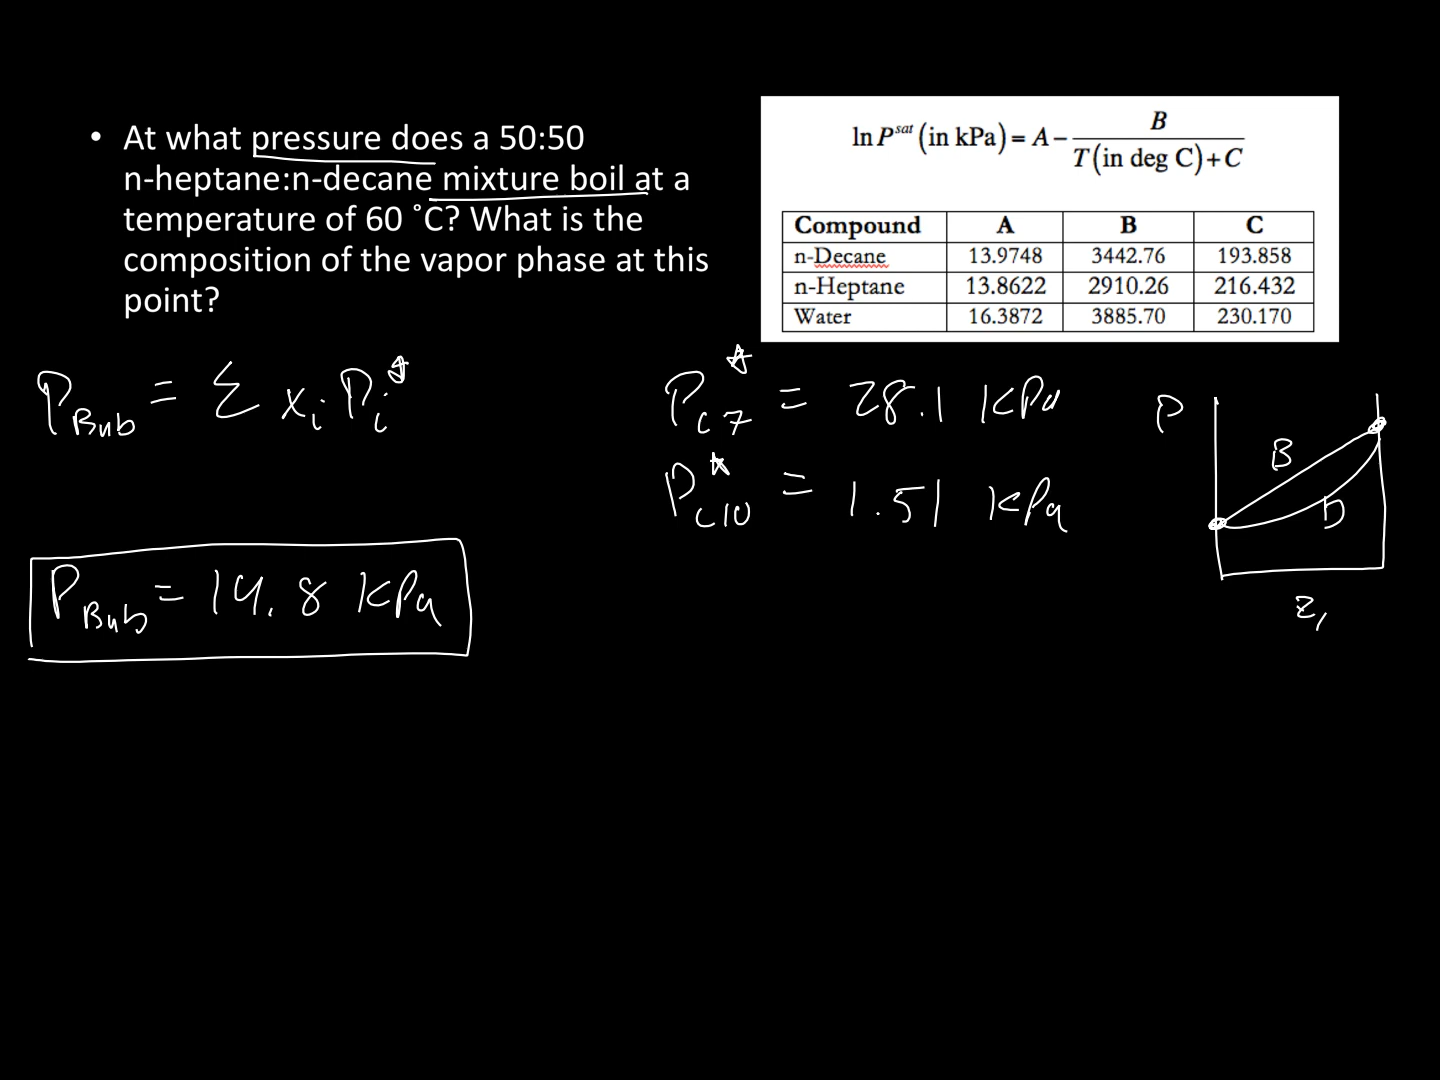 • At what pressure does a 50:50
n-heptane:n-decane mixture boil at a
temperature of 60 ˚C? What is the
composition of the vapor phase at this
point?
ln P^sat (in kPa) = A - B / (T (in deg C) + C)
Compound A B C
n-Decane 13.9748 3442.76 193.858
n-Heptane 13.8622 2910.26 216.432
Water 16.3872 3885.70 230.170
P_Bub = Σ x_i P_i^*
P_C7^* = 28.1 kPa
P_C10^* = 1.51 kPa
P
B
D
z_1
P_Bub = 14.8 kPa